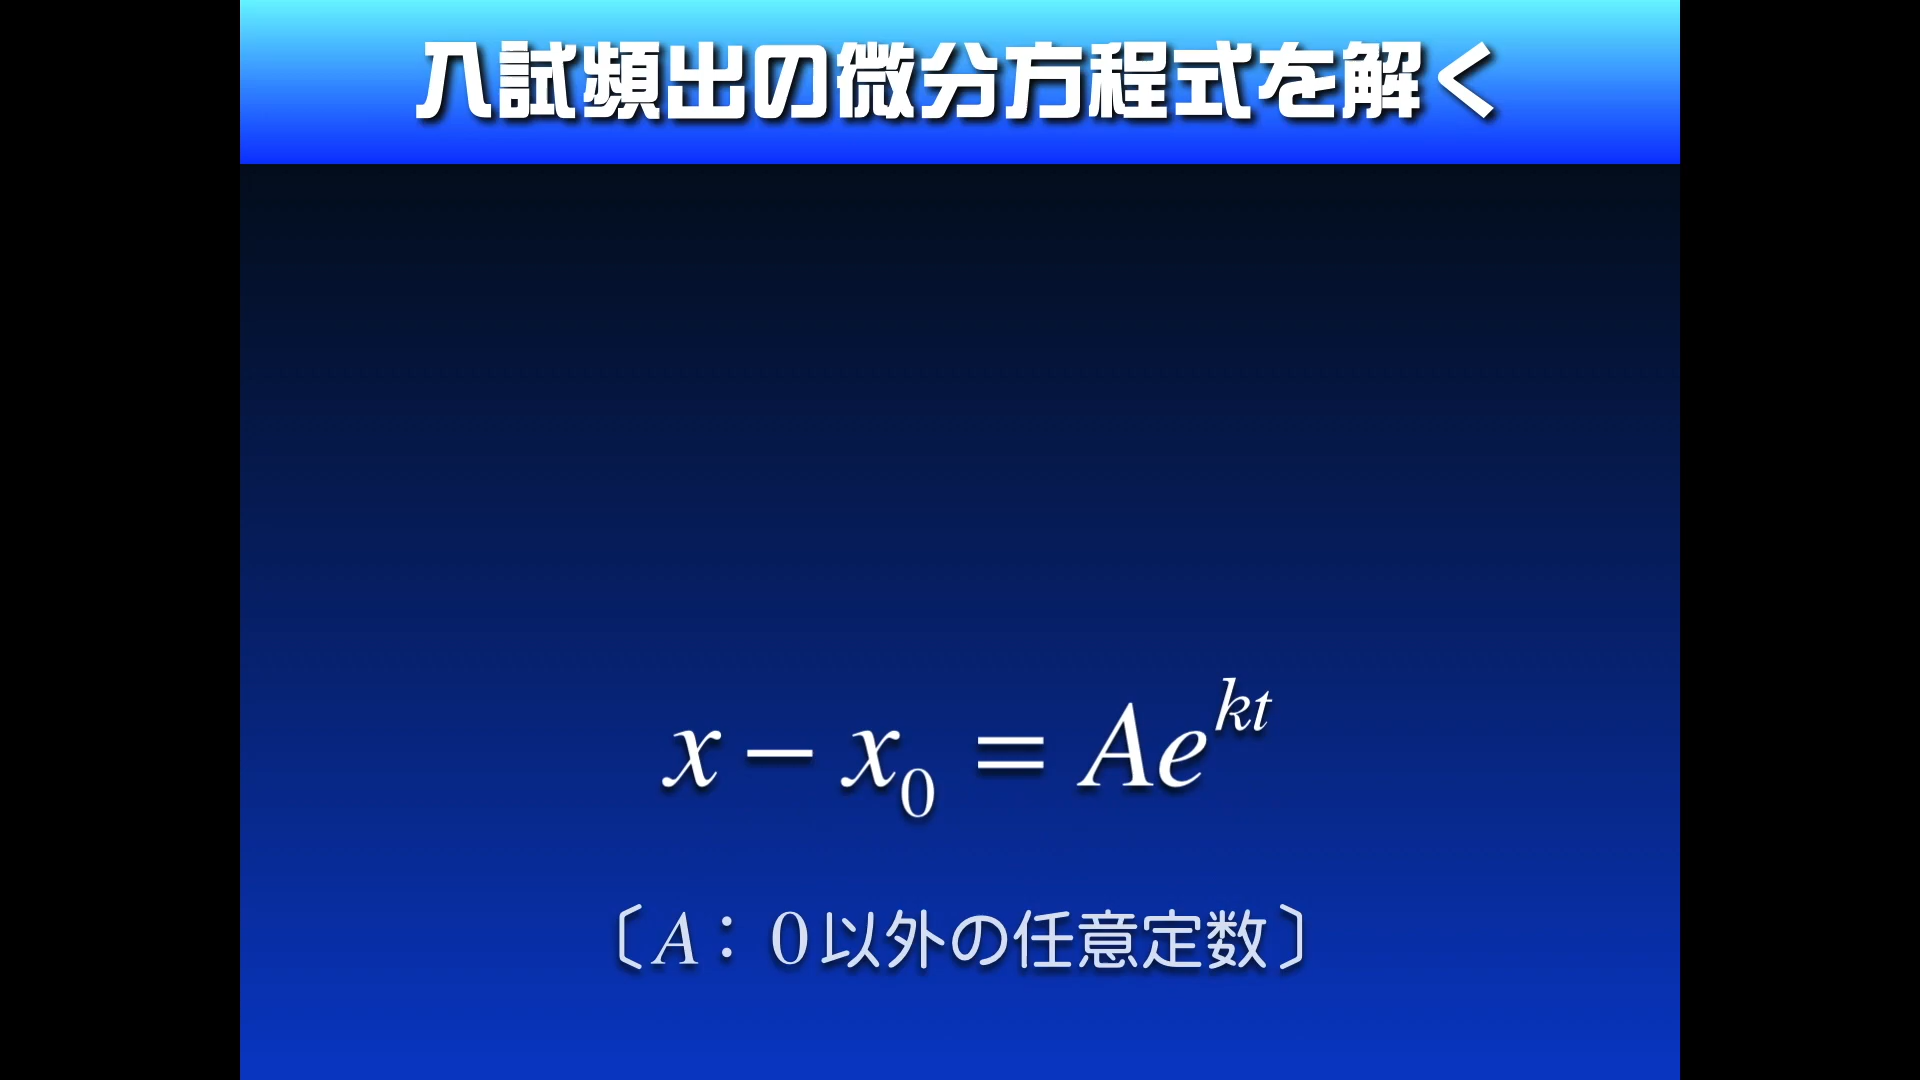 入試頻出の微分方程式を解く
x − x₀ = Ae^{kt}
〔A：0以外の任意定数〕